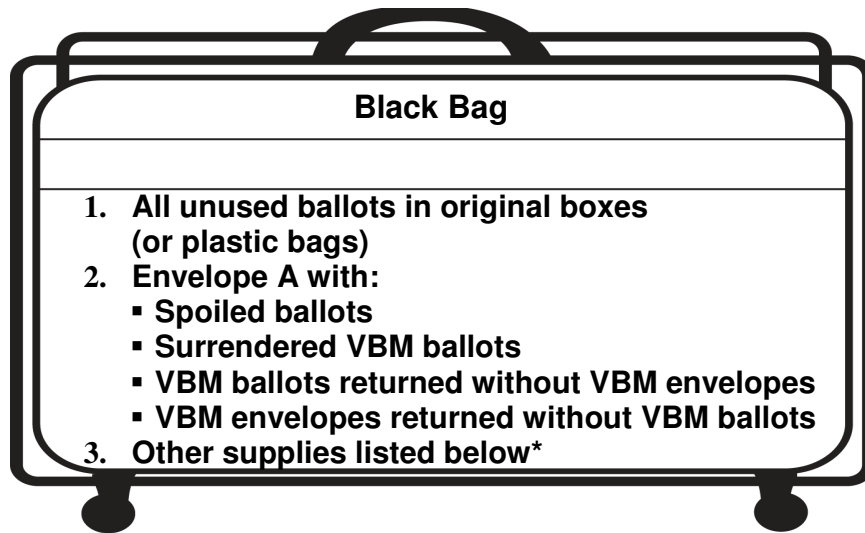 Black Bag
1. All unused ballots in original boxes
(or plastic bags)
2. Envelope A with:
▪ Spoiled ballots
▪ Surrendered VBM ballots
▪ VBM ballots returned without VBM envelopes
▪ VBM envelopes returned without VBM ballots
3. Other supplies listed below*